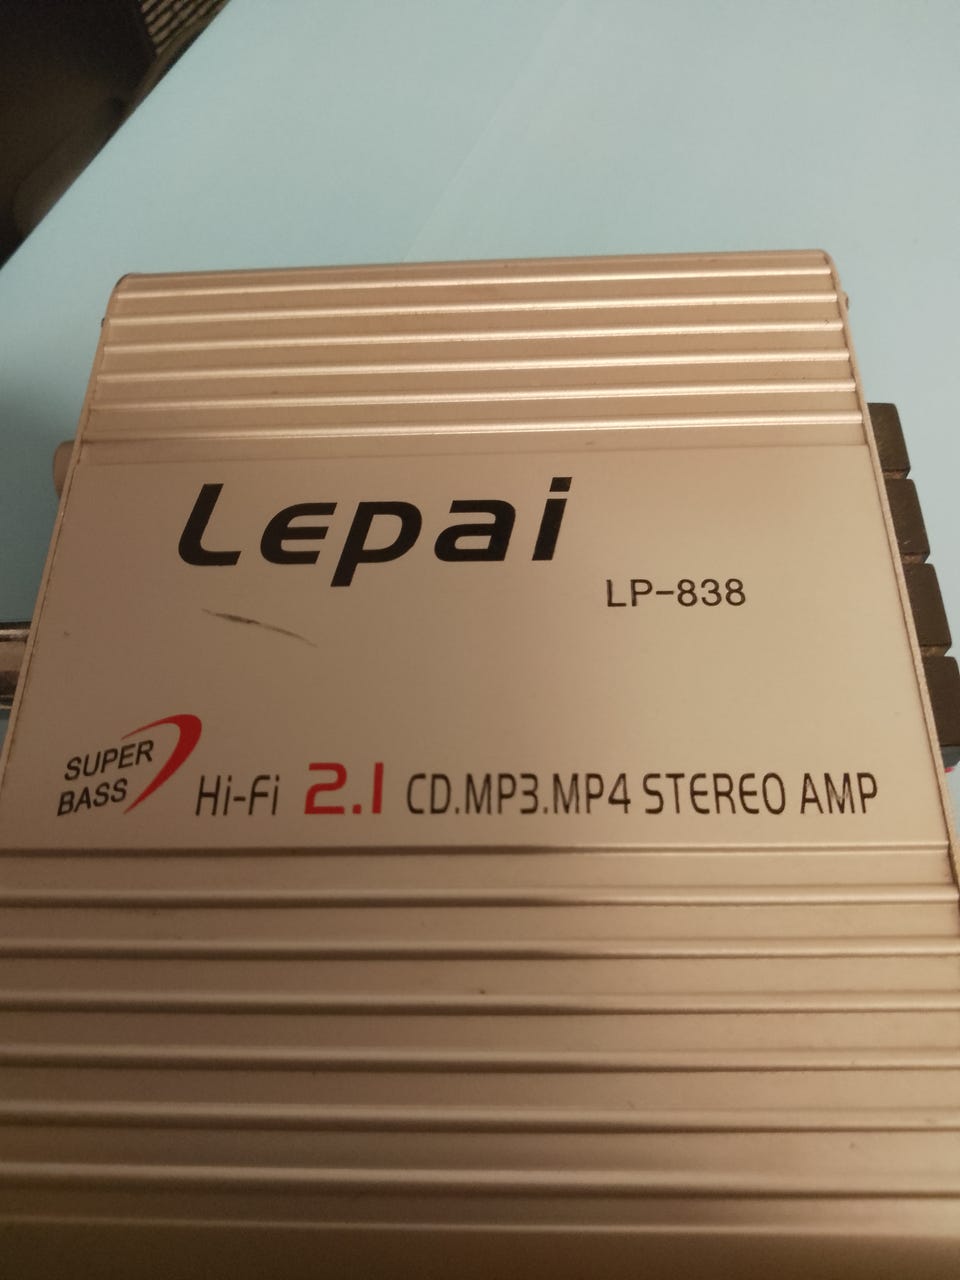 Lepai
LP-838
SUPER
BASS
Hi-Fi 2.1 CD.MP3.MP4 STEREO AMP